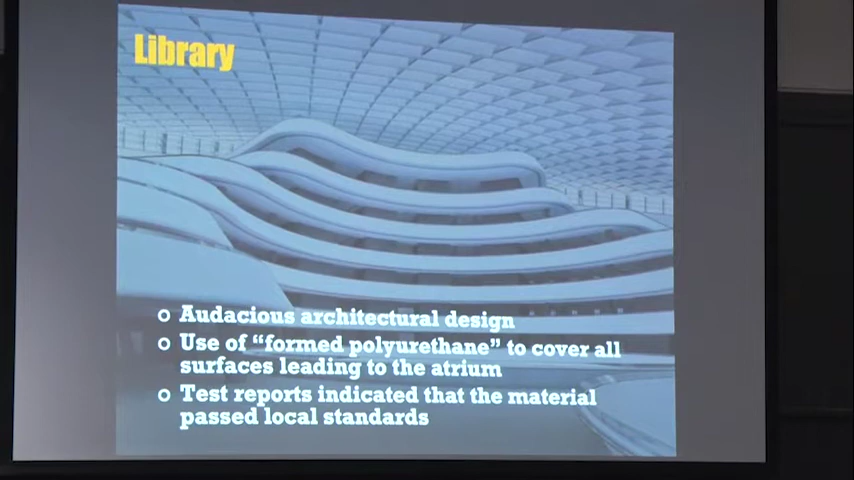 Library
o Audacious architectural design
o Use of “formed polyurethane” to cover all
surfaces leading to the atrium
o Test reports indicated that the material
passed local standards